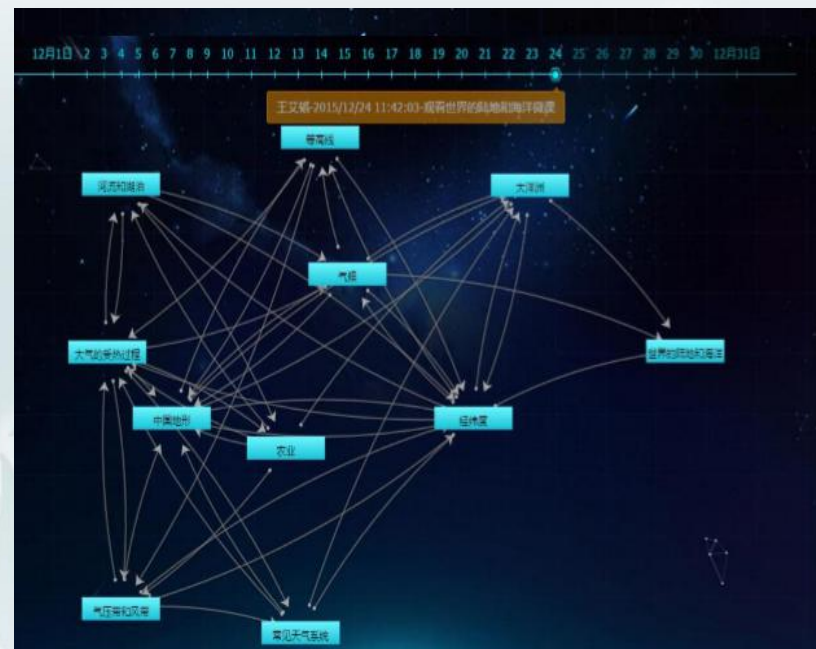 12月1日 2 3 4 5 6 7 8 9 10 11 12 13 14 15 16 17 18 19 20 21 22 23 24 25 26 27 28 29 30 12月31日
2015/12/24 11:42:03-观看世界的陆地和海洋微课
等高线
河流和湖泊
大洋洲
气温
大气的受热过程
世界的陆地和海洋
中国地形
经纬度
农业
气压带和风带
常见天气系统